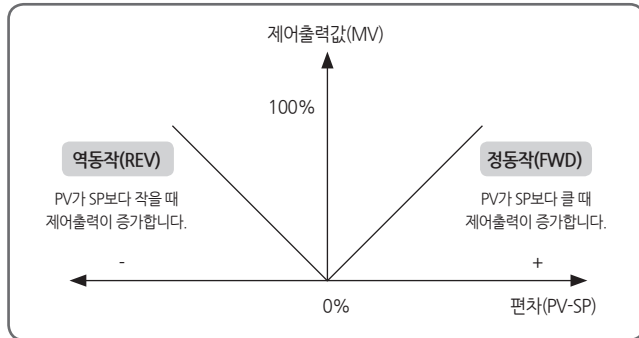 제어출력값(MV)
100%
역동작(REV)
PV가 SP보다 작을 때
제어출력이 증가합니다.
정동작(FWD)
PV가 SP보다 클 때
제어출력이 증가합니다.
-
+
0%
편차(PV-SP)